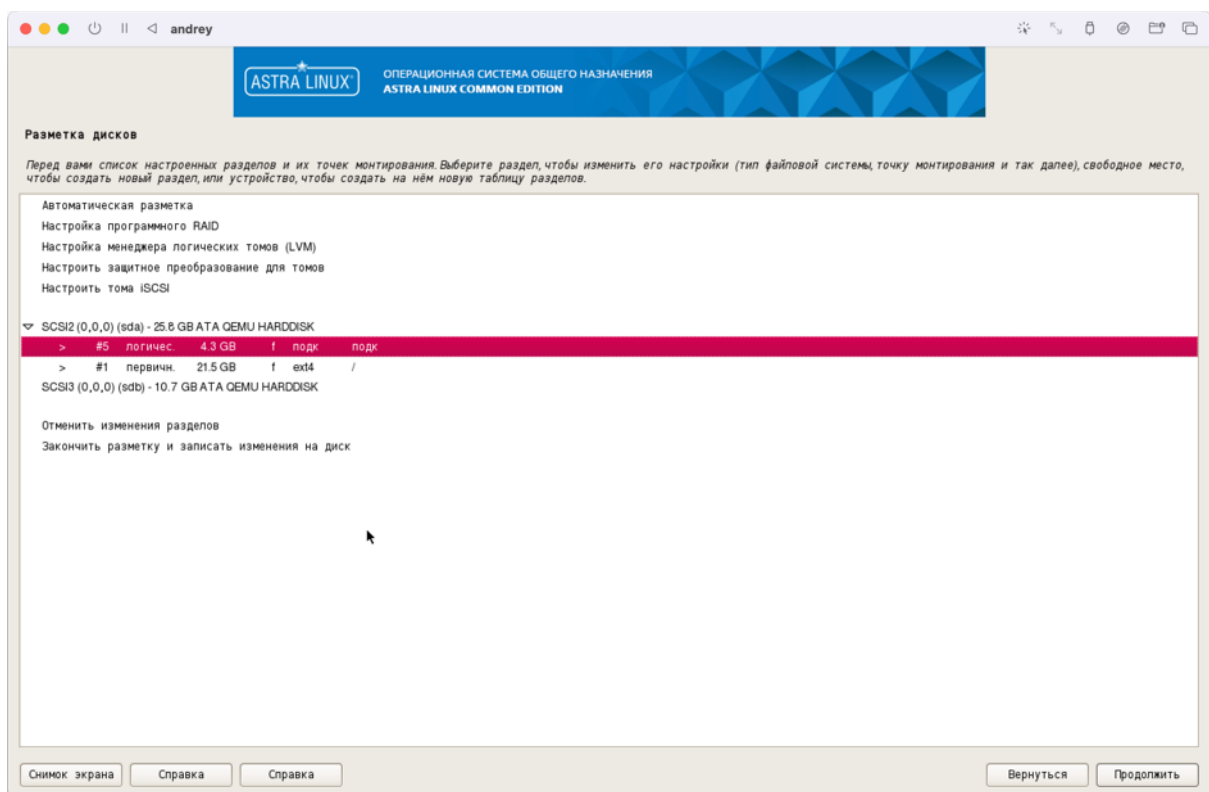 andrey
ASTRA LINUX®
ОПЕРАЦИОННАЯ СИСТЕМА ОБЩЕГО НАЗНАЧЕНИЯ
ASTRA LINUX COMMON EDITION
Разметка дисков
Перед вами список настроенных разделов и их точек монтирования. Выберите раздел, чтобы изменить его настройки (тип файловой системы, точку монтирования и так далее), свободное место,
чтобы создать новый раздел, или устройство, чтобы создать на нём новую таблицу разделов.
Автоматическая разметка
Настройка программного RAID
Настройка менеджера логических томов (LVM)
Настроить защитное преобразование для томов
Настроить тома iSCSI
SCSI2 (0,0,0) (sda) - 25.8 GB ATA QEMU HARDDISK
> #5 логичес. 4.3 GB f подк подк
> #1 первичн. 21.5 GB f ext4 /
SCSI3 (0,0,0) (sdb) - 10.7 GB ATA QEMU HARDDISK
Отменить изменения разделов
Закончить разметку и записать изменения на диск
Снимок экрана Справка Справка Вернуться Продолжить